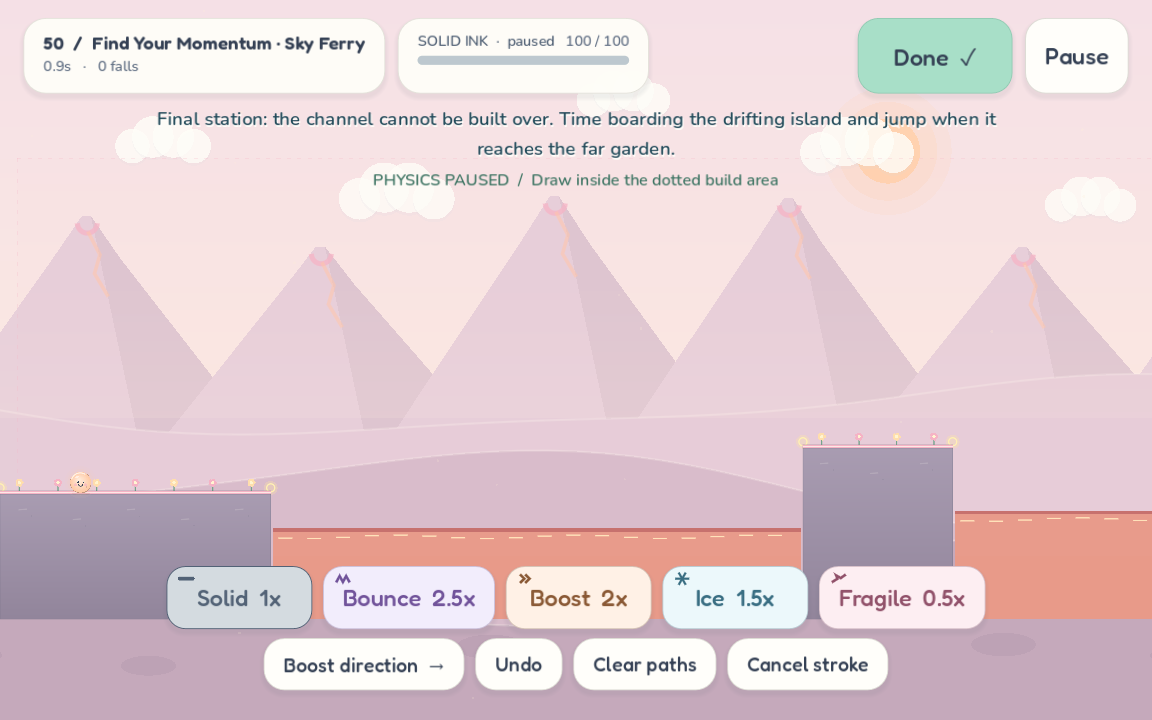 50 / Find Your Momentum · Sky Ferry
0.9s · 0 falls
SOLID INK · paused 100 / 100
Done ✓
Pause
Final station: the channel cannot be built over. Time boarding the drifting island and jump when it
reaches the far garden.
PHYSICS PAUSED / Draw inside the dotted build area
Solid 1x
Bounce 2.5x
Boost 2x
Ice 1.5x
Fragile 0.5x
Boost direction →
Undo
Clear paths
Cancel stroke